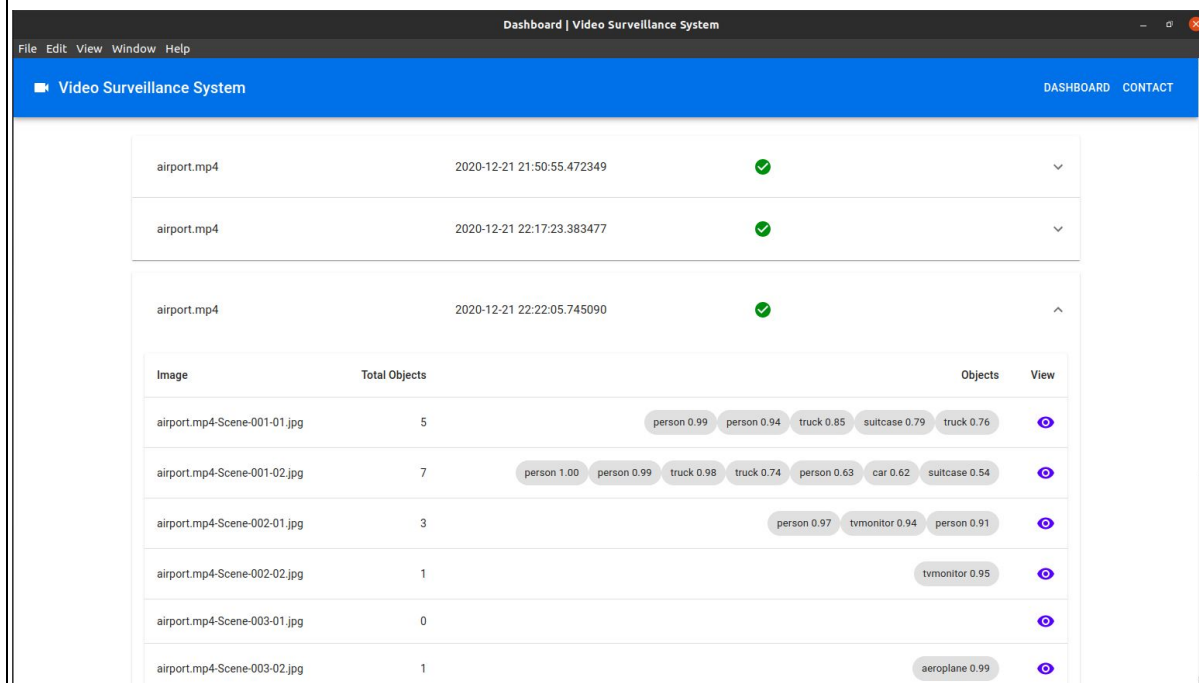 Dashboard | Video Surveillance System
File Edit View Window Help
Video Surveillance System DASHBOARD CONTACT
airport.mp4 2020-12-21 21:50:55.472349
airport.mp4 2020-12-21 22:17:23.383477
airport.mp4 2020-12-21 22:22:05.745090
Image Total Objects Objects View
airport.mp4-Scene-001-01.jpg 5 person 0.99 person 0.94 truck 0.85 suitcase 0.79 truck 0.76
airport.mp4-Scene-001-02.jpg 7 person 1.00 person 0.99 truck 0.98 truck 0.74 person 0.63 car 0.62 suitcase 0.54
airport.mp4-Scene-002-01.jpg 3 person 0.97 tvmonitor 0.94 person 0.91
airport.mp4-Scene-002-02.jpg 1 tvmonitor 0.95
airport.mp4-Scene-003-01.jpg 0
airport.mp4-Scene-003-02.jpg 1 aeroplane 0.99